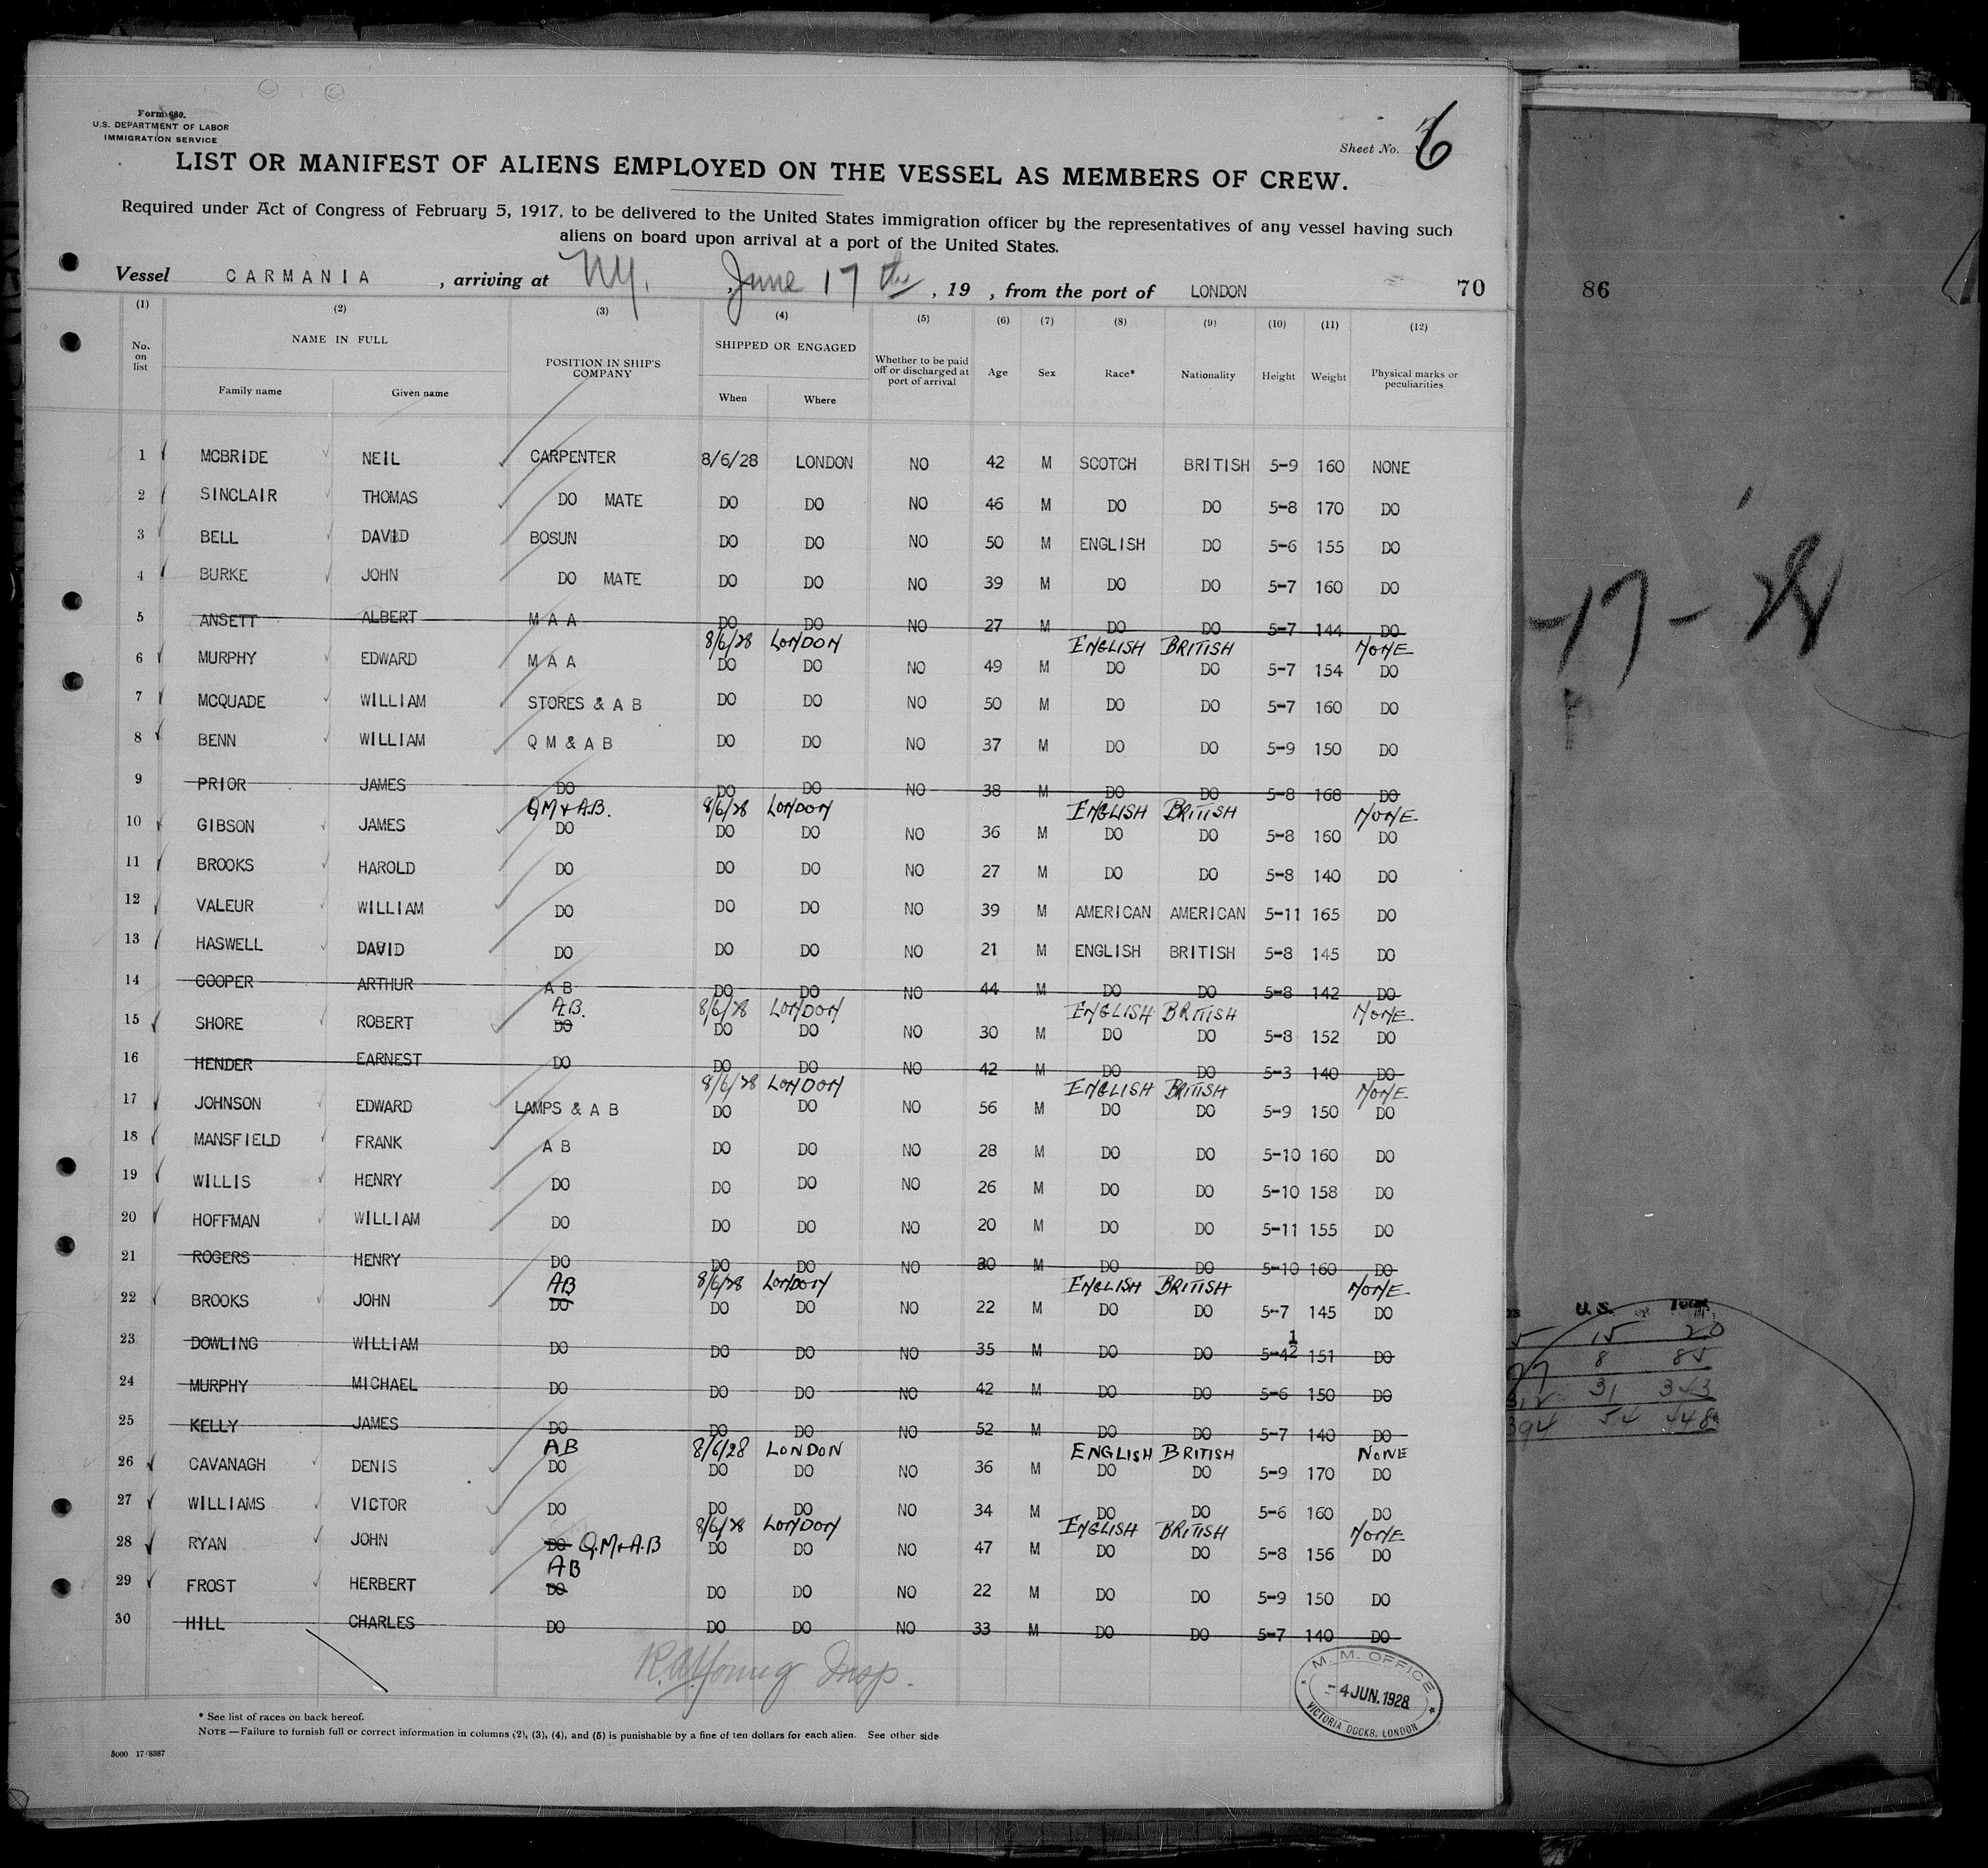 Form 680.
U.S. DEPARTMENT OF LABOR
IMMIGRATION SERVICE
Sheet No. 6
LIST OR MANIFEST OF ALIENS EMPLOYED ON THE VESSEL AS MEMBERS OF CREW.
Required under Act of Congress of February 5, 1917, to be delivered to the United States immigration officer by the representatives of any vessel having such
aliens on board upon arrival at a port of the United States.
Vessel CARMANIA , arriving at N.Y. , June 17th , 19 , from the port of LONDON 70 86
(1) (2) (3) (4) (5) (6) (7) (8) (9) (10) (11) (12)
No. on list NAME IN FULL POSITION IN SHIP'S COMPANY SHIPPED OR ENGAGED Whether to be paid off or discharged at port of arrival Age Sex Race* Nationality Height Weight Physical marks or peculiarities
Family name Given name When Where
1 MCBRIDE NEIL CARPENTER 8/6/28 LONDON NO 42 M SCOTCH BRITISH 5-9 160 NONE
2 SINCLAIR THOMAS DO MATE DO DO NO 46 M DO DO 5-8 170 DO
3 BELL DAVID BOSUN DO DO NO 50 M ENGLISH DO 5-6 155 DO
4 BURKE JOHN DO MATE DO DO NO 39 M DO DO 5-7 160 DO
5 ANSETT ALBERT M A A DO DO NO 27 M DO DO 5-7 144 DO
8/6/28 LONDON ENGLISH BRITISH NONE
6 MURPHY EDWARD M A A DO DO NO 49 M DO DO 5-7 154 DO
7 MCQUADE WILLIAM STORES & A B DO DO NO 50 M DO DO 5-7 160 DO
8 BENN WILLIAM Q M & A B DO DO NO 37 M DO DO 5-9 150 DO
9 PRIOR JAMES DO DO DO NO 38 M DO DO 5-8 168 DO
Q M & A.B. 8/6/28 LONDON ENGLISH BRITISH NONE
10 GIBSON JAMES DO DO DO NO 36 M DO DO 5-8 160 DO
11 BROOKS HAROLD DO DO DO NO 27 M DO DO 5-8 140 DO
12 VALEUR WILLIAM DO DO DO NO 39 M AMERICAN AMERICAN 5-11 165 DO
13 HASWELL DAVID DO DO DO NO 21 M ENGLISH BRITISH 5-8 145 DO
14 COOPER ARTHUR A B DO DO NO 44 M DO DO 5-8 142 DO
A.B. 8/6/28 LONDON ENGLISH BRITISH NONE
15 SHORE ROBERT DO DO DO NO 30 M DO DO 5-8 152 DO
16 HENDER EARNEST DO DO DO NO 42 M DO DO 5-3 140 DO
8/6/28 LONDON ENGLISH BRITISH NONE
17 JOHNSON EDWARD LAMPS & A B DO DO NO 56 M DO DO 5-9 150 DO
18 MANSFIELD FRANK A B DO DO NO 28 M DO DO 5-10 160 DO
19 WILLIS HENRY DO DO DO NO 26 M DO DO 5-10 158 DO
20 HOFFMAN WILLIAM DO DO DO NO 20 M DO DO 5-11 155 DO
21 ROGERS HENRY DO DO DO NO 30 M DO DO 5-10 160 DO
AB 8/6/28 LONDON ENGLISH BRITISH NONE
22 BROOKS JOHN DO DO DO NO 22 M DO DO 5-7 145 DO
23 DOWLING WILLIAM DO DO DO NO 35 M DO DO 5-4½ 151 DO
24 MURPHY MICHAEL DO DO DO NO 42 M DO DO 5-6 150 DO
25 KELLY JAMES DO DO DO NO 52 M DO DO 5-7 140 DO
AB 8/6/28 LONDON ENGLISH BRITISH NONE
26 CAVANAGH DENIS DO DO DO NO 36 M DO DO 5-9 170 DO
27 WILLIAMS VICTOR DO DO DO NO 34 M DO DO 5-6 160 DO
8/6/28 LONDON ENGLISH BRITISH NONE
28 RYAN JOHN DO Q.M & A.B DO DO NO 47 M DO DO 5-8 156 DO
AB
29 FROST HERBERT DO DO DO NO 22 M DO DO 5-9 150 DO
30 HILL CHARLES DO DO DO NO 33 M DO DO 5-7 140 DO
R.A. Young Insp.
M. M. OFFICE
-4 JUN. 1928
VICTORIA DOCKS, LONDON
* See list of races on back hereof.
NOTE.—Failure to furnish full or correct information in columns (2), (3), (4), and (5) is punishable by a fine of ten dollars for each alien. See other side
5000 17-8387
-17-28
U.S. Total
5 15 20
77 8 85
312 31 343
394 54 448